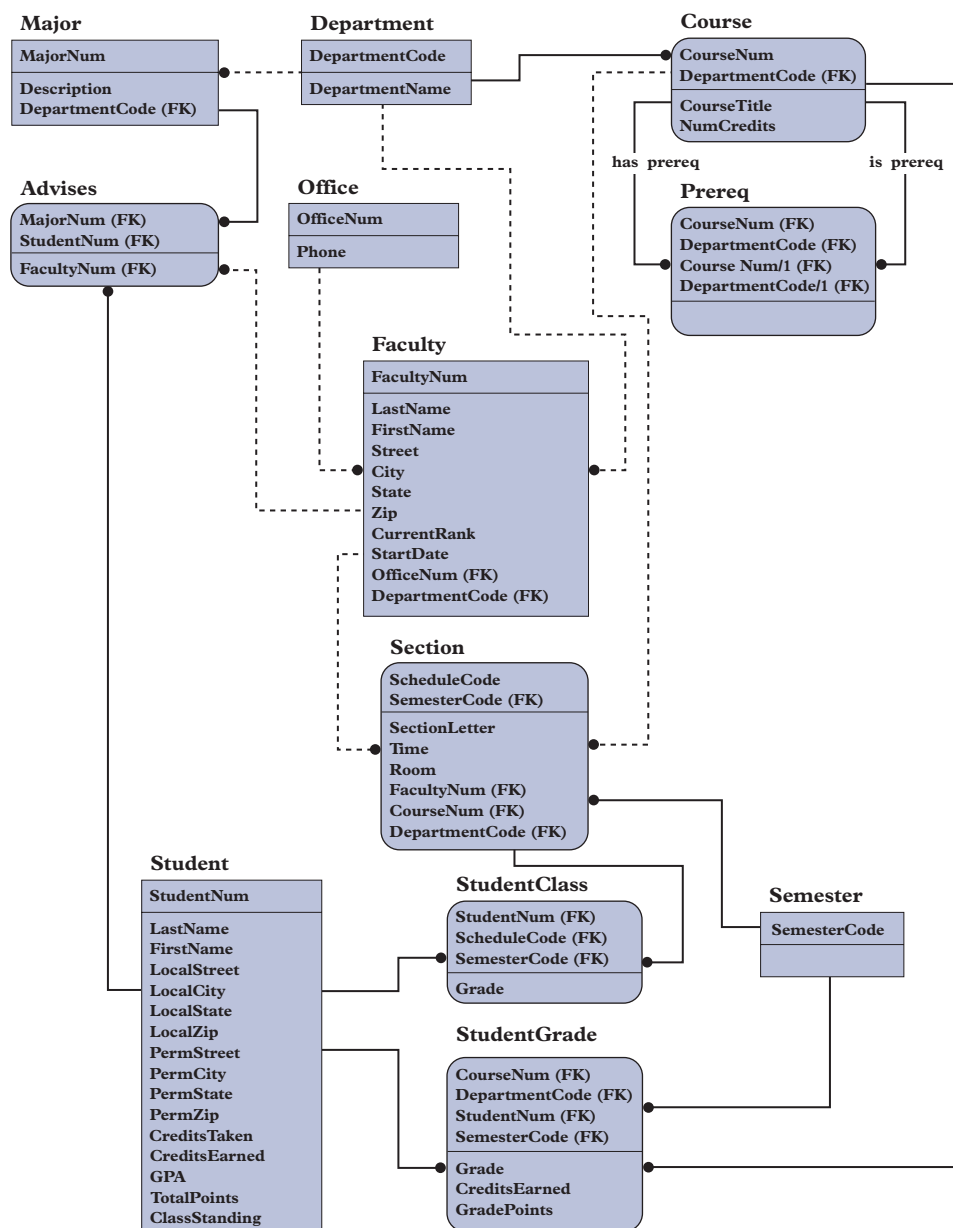 Major
MajorNum
Description
DepartmentCode (FK)
Department
DepartmentCode
DepartmentName
Course
CourseNum
DepartmentCode (FK)
CourseTitle
NumCredits
has prereq
is prereq
Advises
MajorNum (FK)
StudentNum (FK)
FacultyNum (FK)
Office
OfficeNum
Phone
Prereq
CourseNum (FK)
DepartmentCode (FK)
Course Num/1 (FK)
DepartmentCode/1 (FK)
Faculty
FacultyNum
LastName
FirstName
Street
City
State
Zip
CurrentRank
StartDate
OfficeNum (FK)
DepartmentCode (FK)
Section
ScheduleCode
SemesterCode (FK)
SectionLetter
Time
Room
FacultyNum (FK)
CourseNum (FK)
DepartmentCode (FK)
Student
StudentNum
LastName
FirstName
LocalStreet
LocalCity
LocalState
LocalZip
PermStreet
PermCity
PermState
PermZip
CreditsTaken
CreditsEarned
GPA
TotalPoints
ClassStanding
StudentClass
StudentNum (FK)
ScheduleCode (FK)
SemesterCode (FK)
Grade
Semester
SemesterCode
StudentGrade
CourseNum (FK)
DepartmentCode (FK)
StudentNum (FK)
SemesterCode (FK)
Grade
CreditsEarned
GradePoints